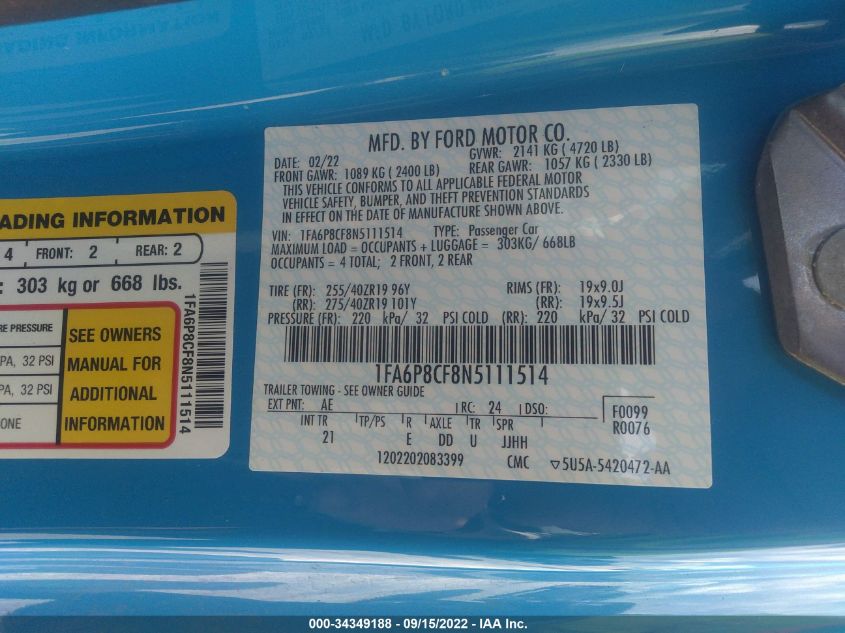 MFD. BY FORD MOTOR CO.
DATE: 02/22 GVWR: 2141 KG ( 4720 LB)
FRONT GAWR: 1089 KG ( 2400 LB) REAR GAWR: 1057 KG ( 2330 LB)
THIS VEHICLE CONFORMS TO ALL APPLICABLE FEDERAL MOTOR
VEHICLE SAFETY, BUMPER, AND THEFT PREVENTION STANDARDS
IN EFFECT ON THE DATE OF MANUFACTURE SHOWN ABOVE.
VIN: 1FA6P8CF8N5111514 TYPE: Passenger Car
MAXIMUM LOAD = OCCUPANTS + LUGGAGE = 303KG/ 668LB
OCCUPANTS = 4 TOTAL; 2 FRONT, 2 REAR
TIRE (FR): 255/40ZR19 96Y RIMS (FR): 19x9.0J
(RR): 275/40ZR19 101Y (RR): 19x9.5J
PRESSURE (FR): 220 kPa/ 32 PSI COLD (RR): 220 kPa/ 32 PSI COLD
1FA6P8CF8N5111514
TRAILER TOWING - SEE OWNER GUIDE
EXT PNT: AE RC: 24 DSO: F0099
INT TR TP/PS R AXLE TR SPR R0076
21 E DD U JJHH
1202202083399 CMC ▽5U5A-5420472-AA
ADING INFORMATION
4 FRONT: 2 REAR: 2
: 303 kg or 668 lbs.
RE PRESSURE
PA, 32 PSI
PA, 32 PSI
ONE
SEE OWNERS
MANUAL FOR
ADDITIONAL
INFORMATION
1FA6P8CF8N5111514
000-34349188 - 09/15/2022 - IAA Inc.